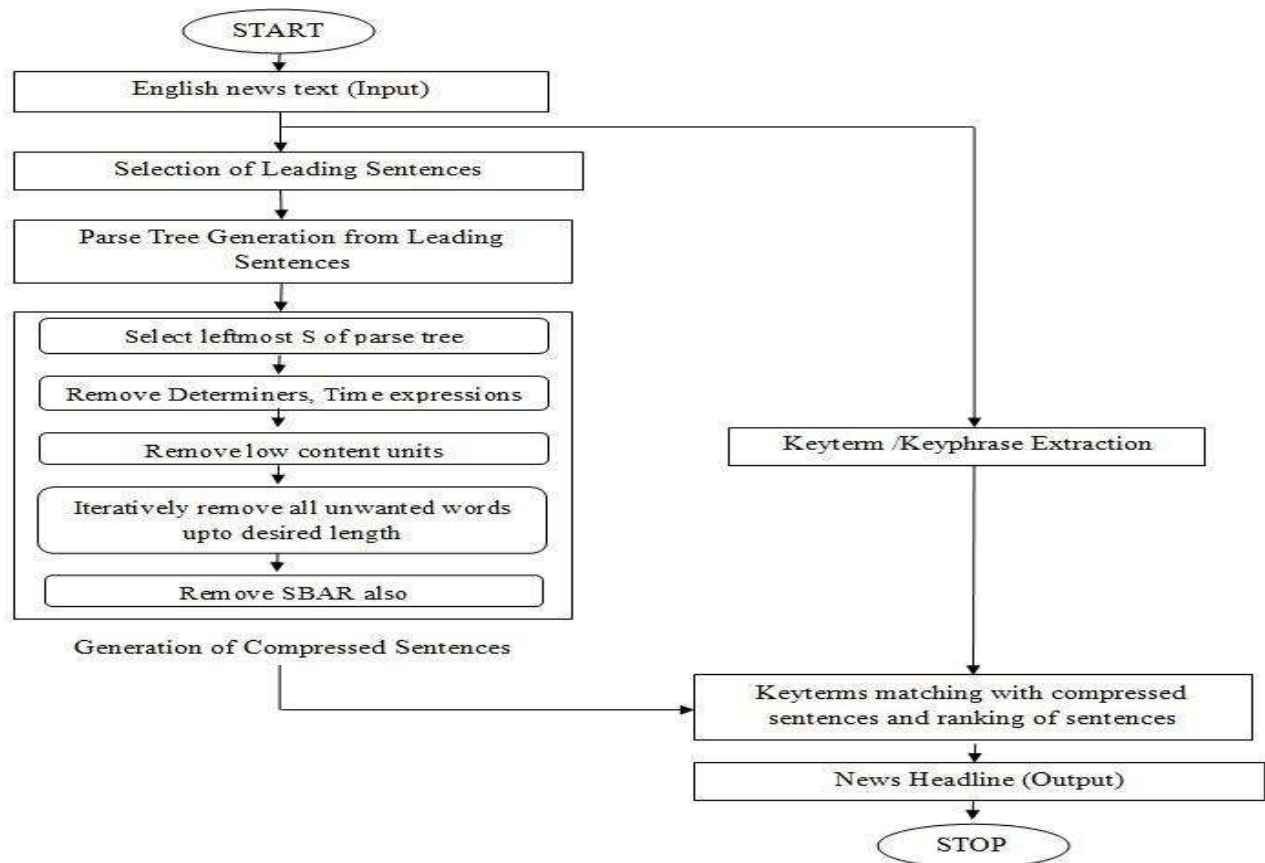 START
English news text (Input)
Selection of Leading Sentences
Parse Tree Generation from Leading
Sentences
Select leftmost S of parse tree
Remove Determiners, Time expressions
Remove low content units
Iteratively remove all unwanted words
upto desired length
Remove SBAR also
Generation of Compressed Sentences
Keyterm /Keyphrase Extraction
Keyterms matching with compressed
sentences and ranking of sentences
News Headline (Output)
STOP